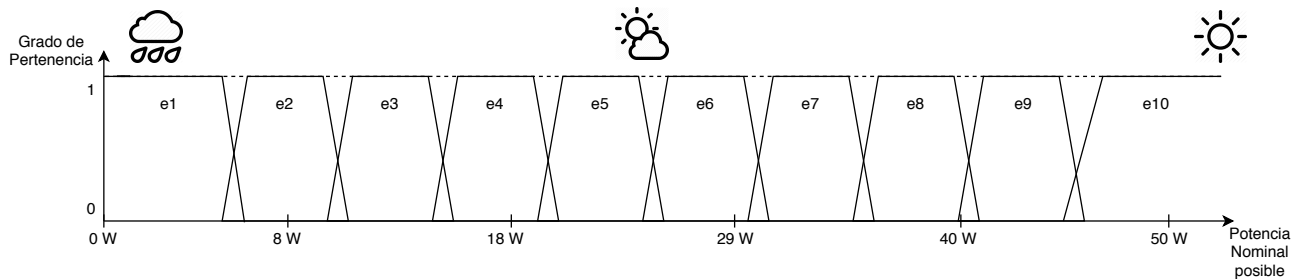 Grado de
Pertenencia
1
e1 e2 e3 e4 e5 e6 e7 e8 e9 e10
0
0 W 8 W 18 W 29 W 40 W 50 W
Potencia
Nominal
posible